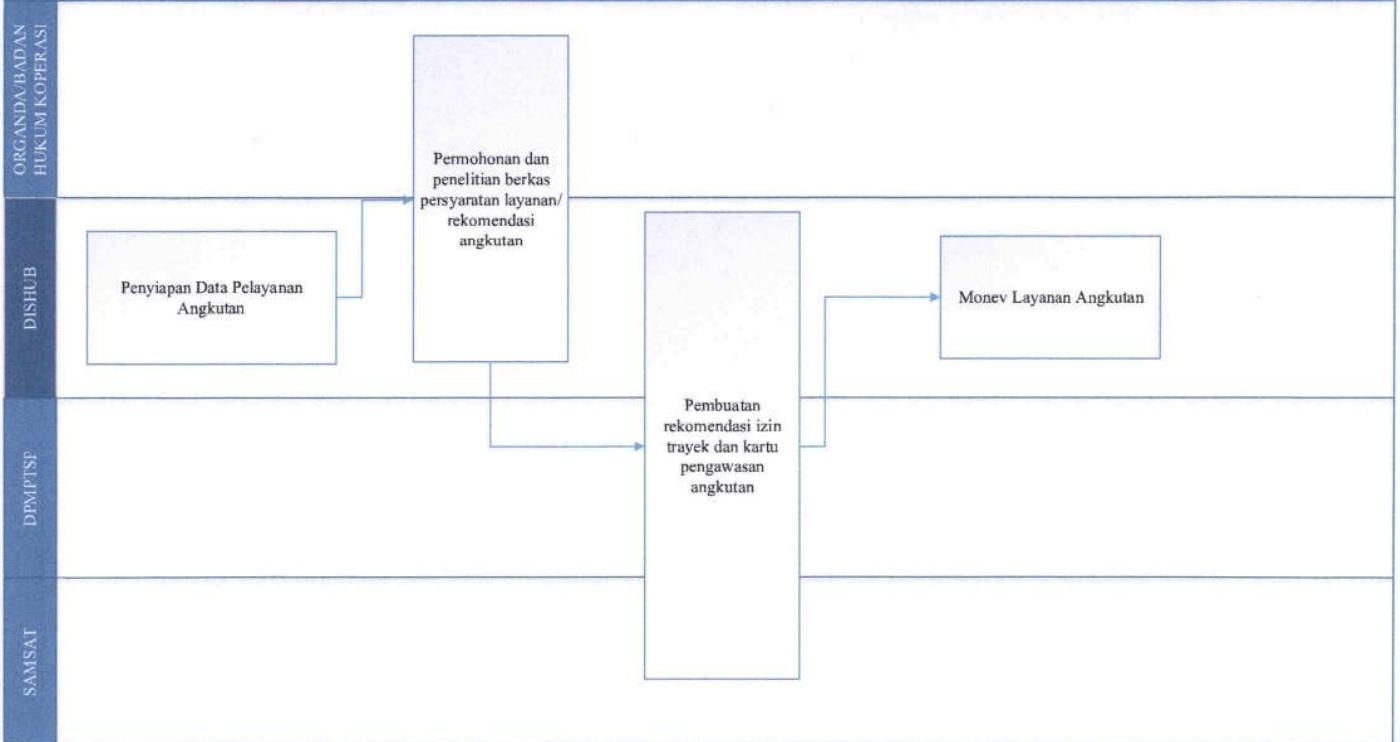 ORGANDA/BADAN
HUKUM KOPERASI
Permohonan dan
penelitian berkas
persyaratan layanan/
rekomendasi
angkutan
DISHUB
Penyiapan Data Pelayanan
Angkutan
Monev Layanan Angkutan
DPMPTSP
Pembuatan
rekomendasi izin
trayek dan kartu
pengawasan
angkutan
SAMSAT